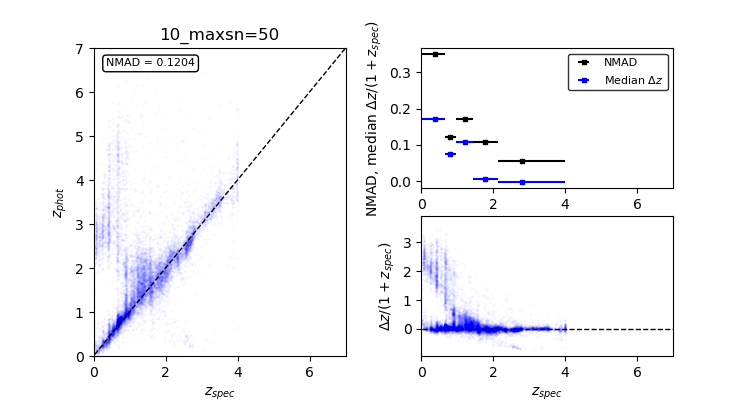 10_maxsn=50
NMAD = 0.1204
7
6
5
4
3
2
1
0
z_phot
0 2 4 6
z_spec
NMAD, median Δz/(1 + z_spec)
0.3
0.2
0.1
0.0
NMAD
Median Δz
0 2 4 6
Δz/(1 + z_spec)
3
2
1
0
0 2 4 6
z_spec